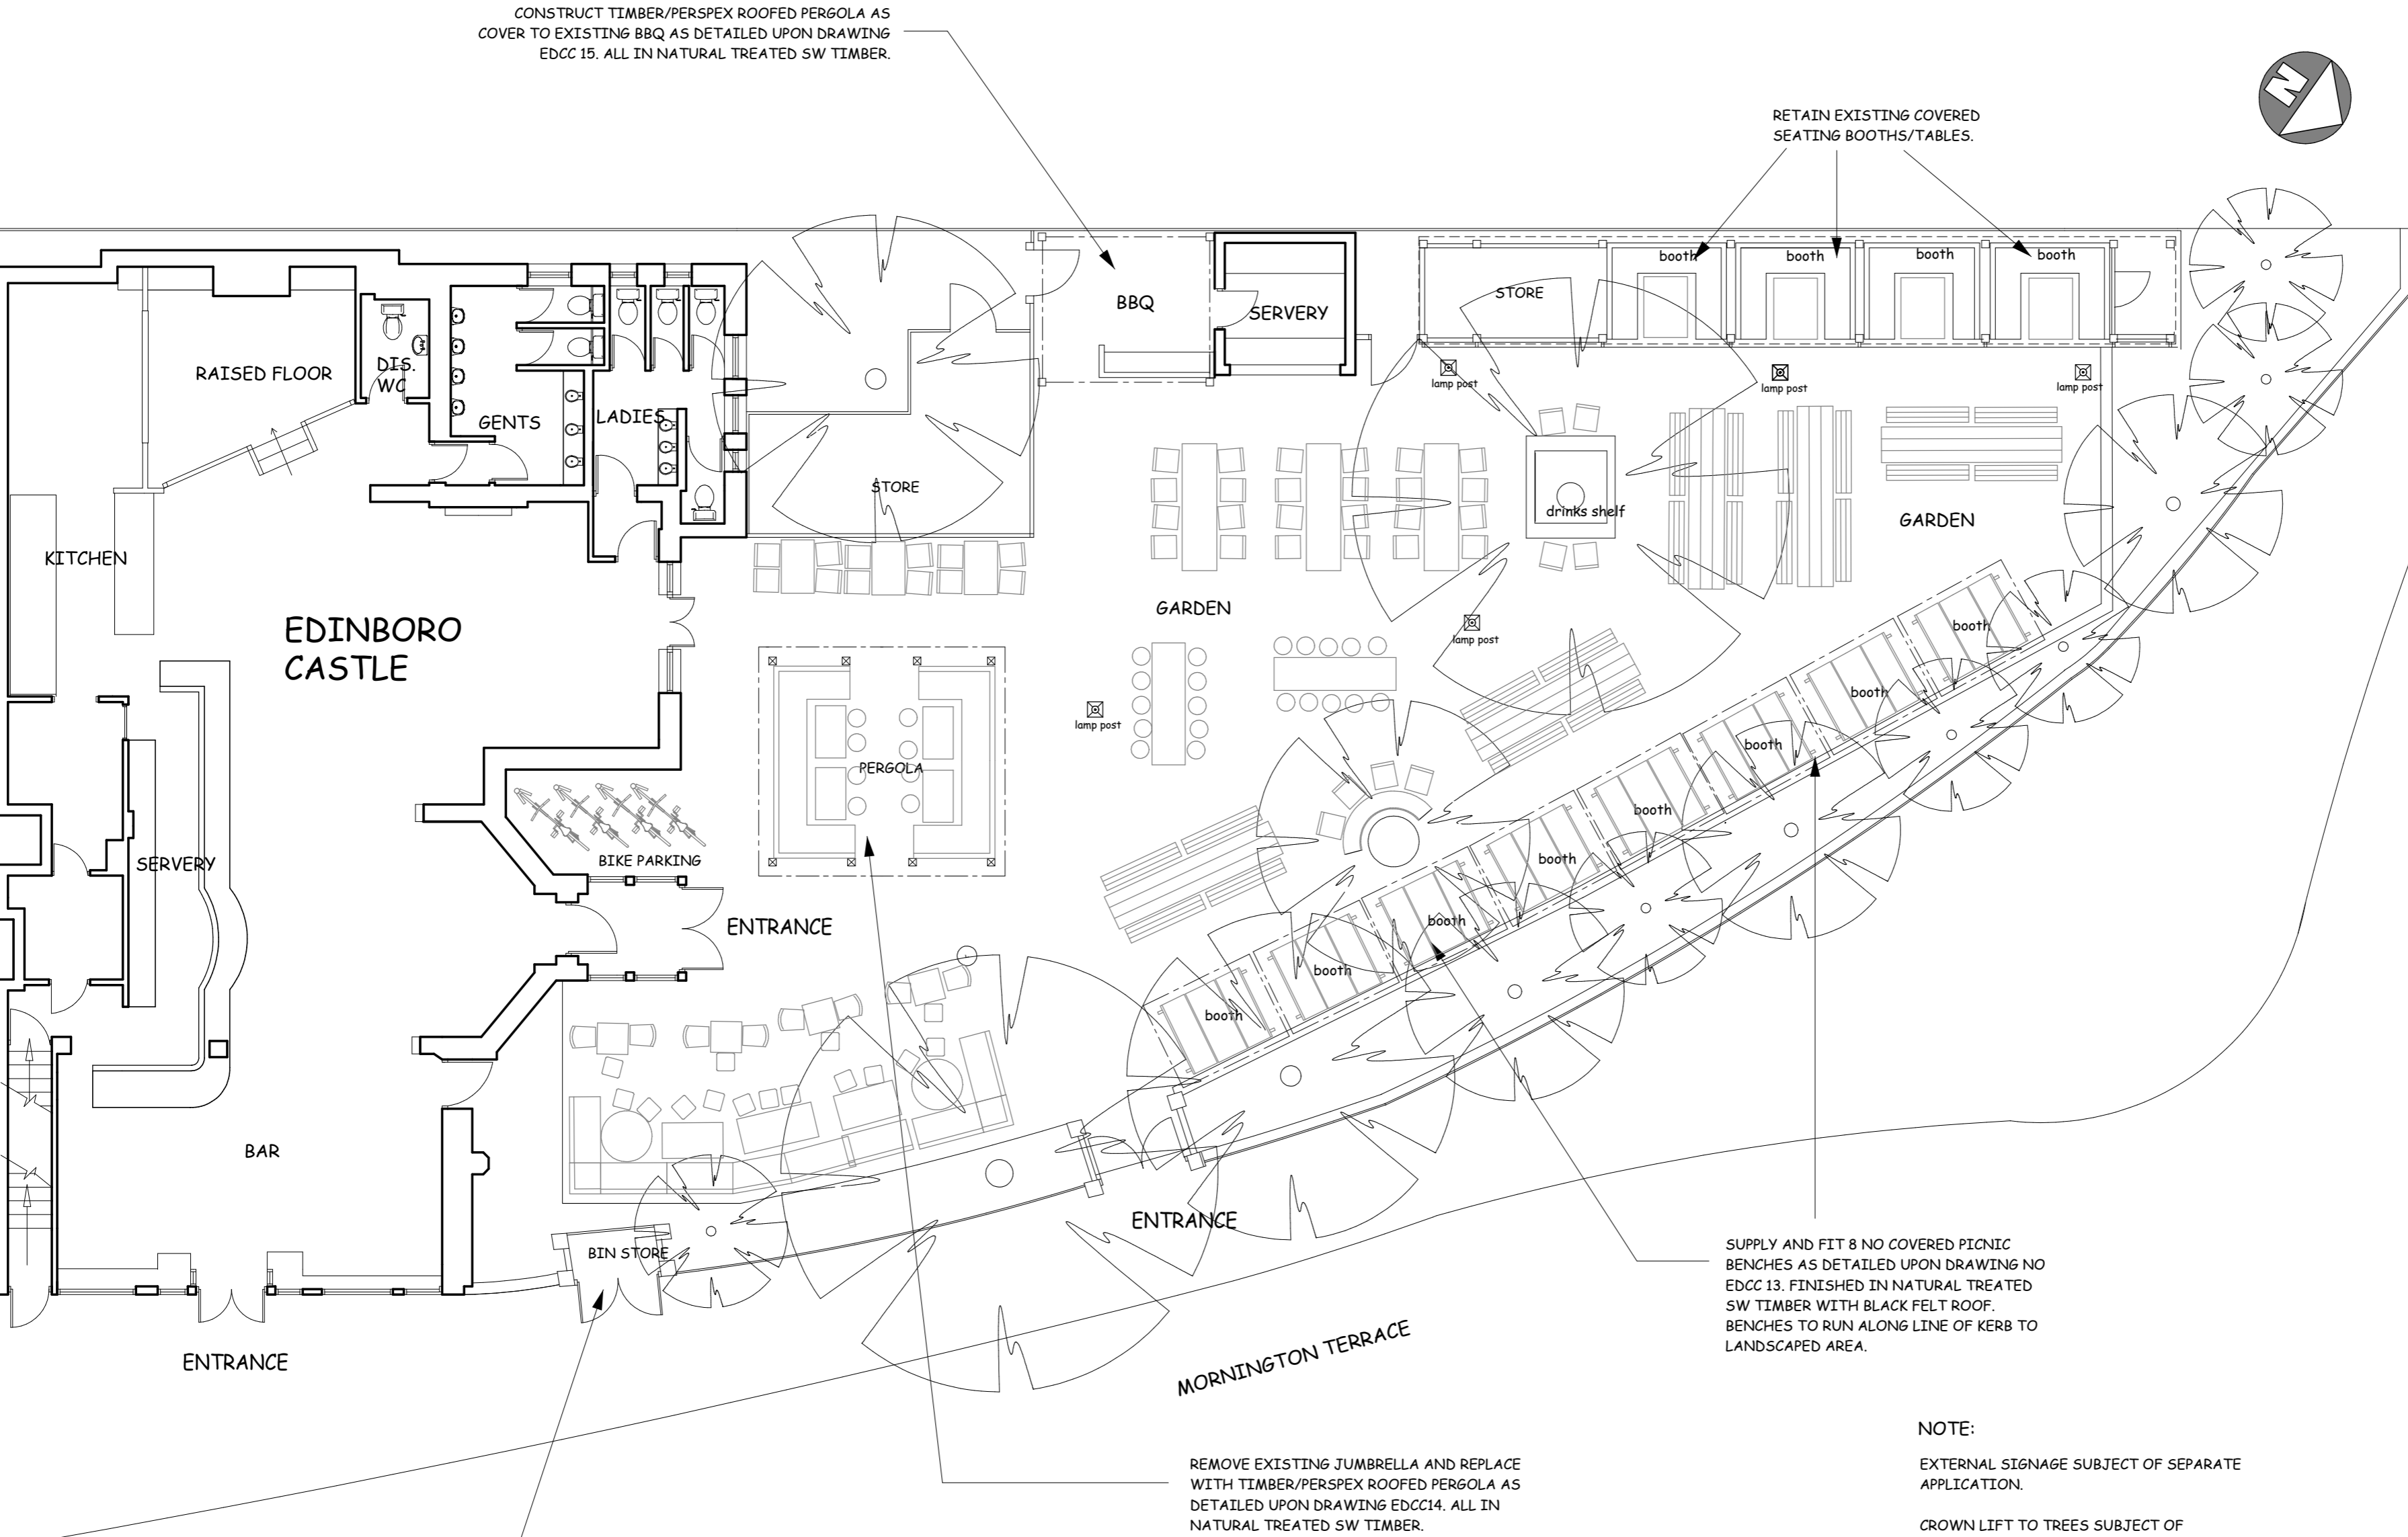 CONSTRUCT TIMBER/PERSPEX ROOFED PERGOLA AS
COVER TO EXISTING BBQ AS DETAILED UPON DRAWING
EDCC 15. ALL IN NATURAL TREATED SW TIMBER.
N
RETAIN EXISTING COVERED
SEATING BOOTHS/TABLES.
booth
booth
booth
booth
STORE
BBQ
SERVERY
RAISED FLOOR
DIS.
WC
GENTS
LADIES
lamp post
lamp post
lamp post
STORE
drinks shelf
GARDEN
KITCHEN
GARDEN
EDINBORO
CASTLE
lamp post
lamp post
PERGOLA
booth
booth
booth
booth
booth
booth
booth
booth
SERVERY
BIKE PARKING
ENTRANCE
BAR
BIN STORE
ENTRANCE
ENTRANCE
MORNINGTON TERRACE
SUPPLY AND FIT 8 NO COVERED PICNIC
BENCHES AS DETAILED UPON DRAWING NO
EDCC 13. FINISHED IN NATURAL TREATED
SW TIMBER WITH BLACK FELT ROOF.
BENCHES TO RUN ALONG LINE OF KERB TO
LANDSCAPED AREA.
REMOVE EXISTING JUMBRELLA AND REPLACE
WITH TIMBER/PERSPEX ROOFED PERGOLA AS
DETAILED UPON DRAWING EDCC14. ALL IN
NATURAL TREATED SW TIMBER.
NOTE:
EXTERNAL SIGNAGE SUBJECT OF SEPARATE
APPLICATION.
CROWN LIFT TO TREES SUBJECT OF